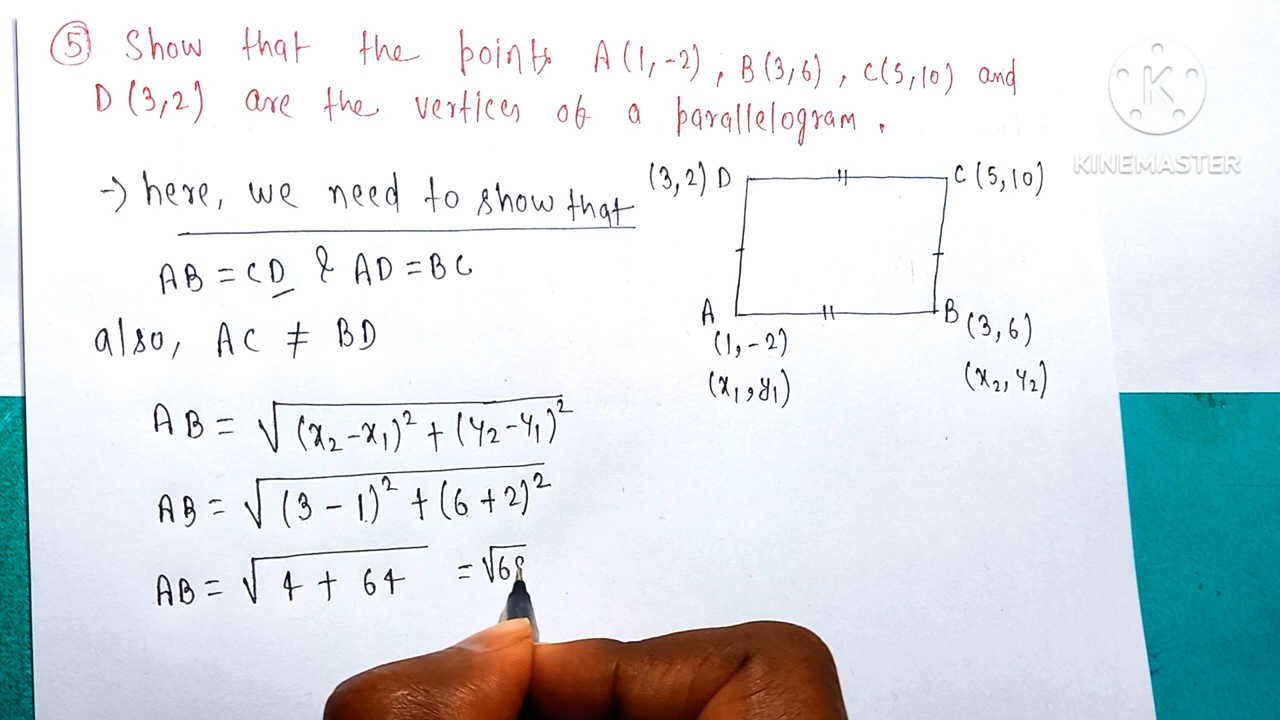 ⑤ Show that the points A(1,-2), B(3,6), C(5,10) and
D(3,2) are the vertices of a parallelogram.
→ here, we need to show that
AB = CD & AD = BC
also, AC ≠ BD
AB = √(x₂-x₁)² + (y₂-y₁)²
AB = √(3-1)² + (6+2)²
AB = √4 + 64 = √68
(3,2) D
C (5,10)
A
(1,-2)
(x₁,y₁)
B (3,6)
(x₂,y₂)
K
KINEMASTER